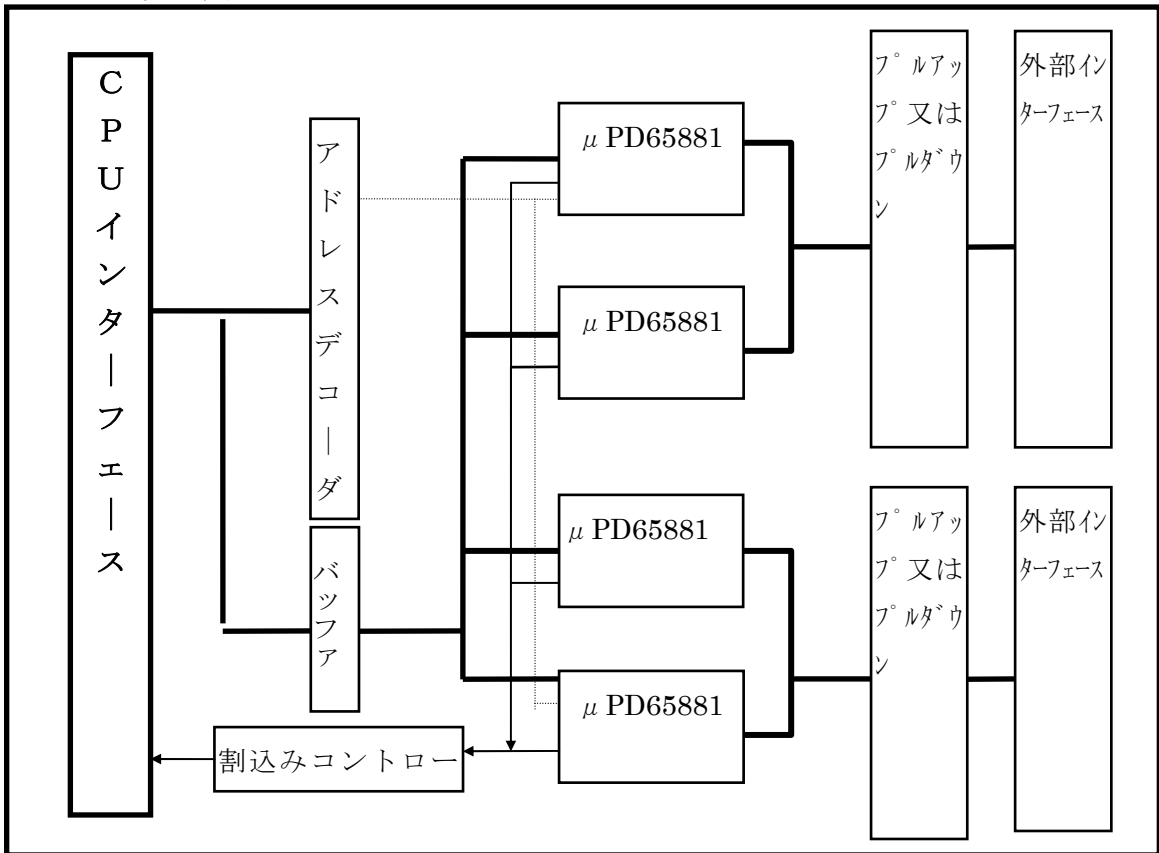 CPUインターフェース
アドレスデコーダ
バッファ
割込みコントロー
μPD65881
μPD65881
μPD65881
μPD65881
プルアッ
プ又は
プルダウ
ン
外部イン
ターフェース
プルアッ
プ又は
プルダウ
ン
外部イン
ターフェース